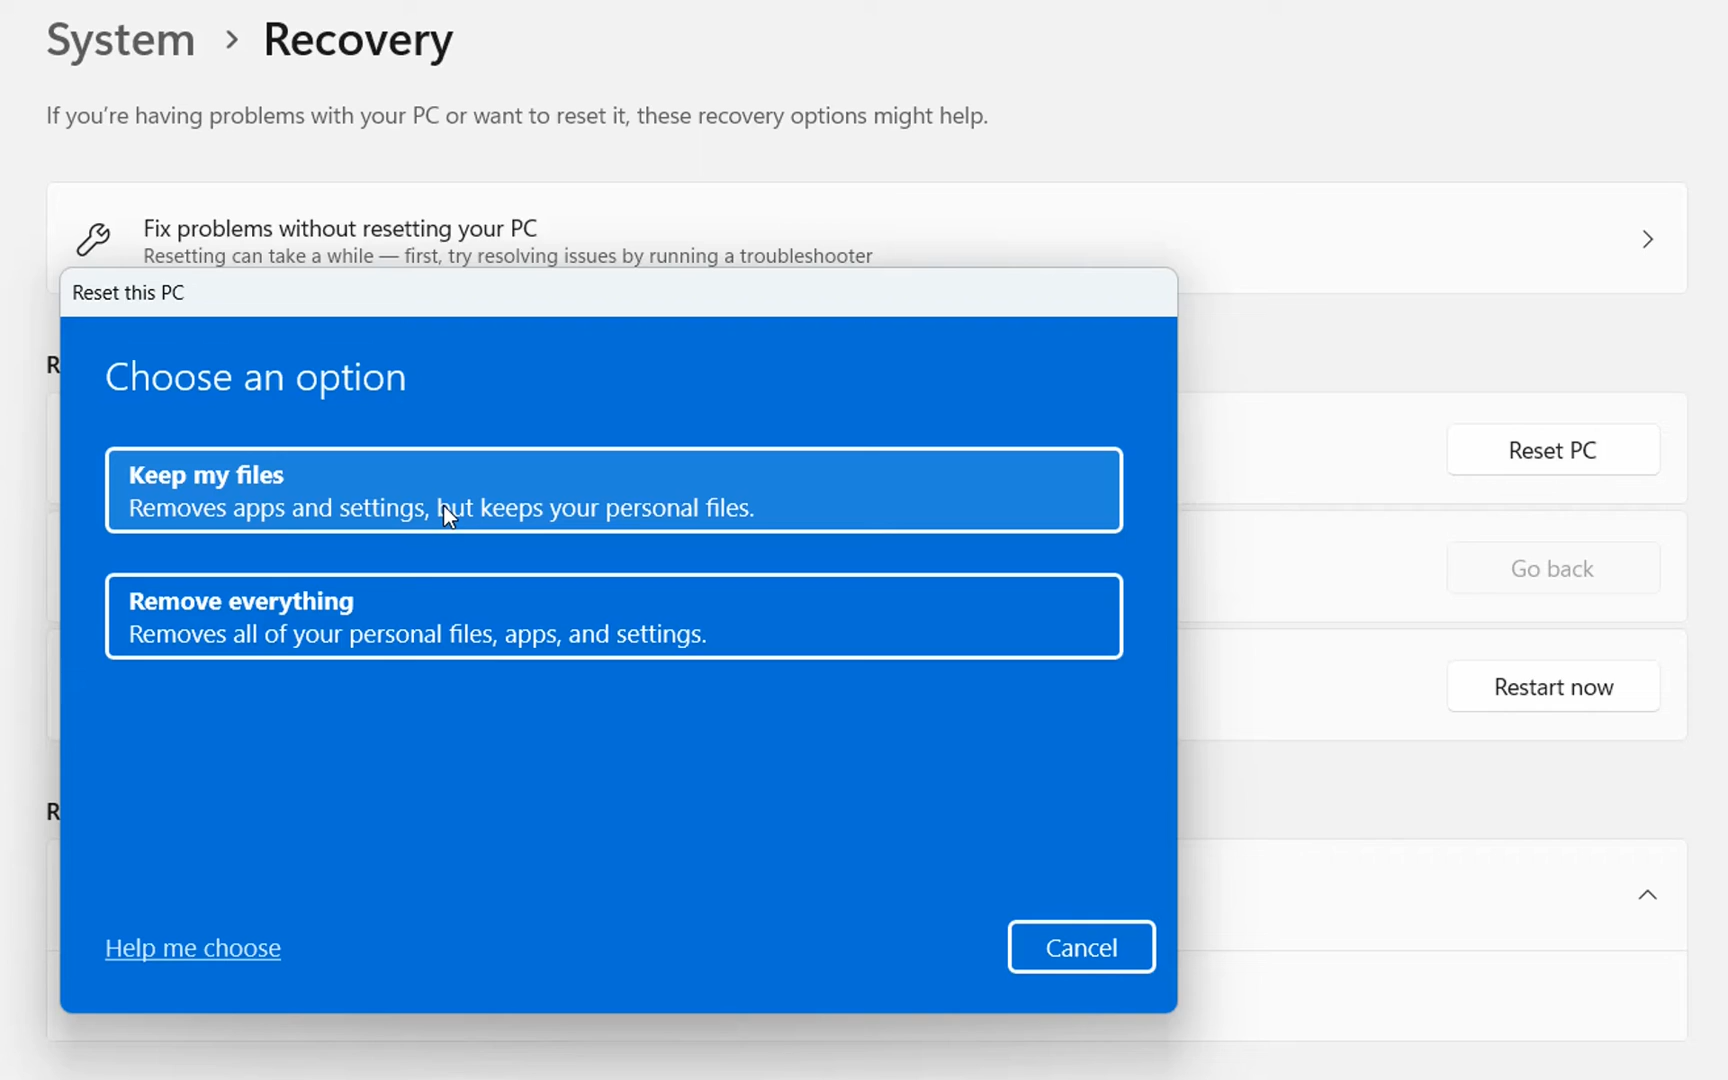 System > Recovery
If you're having problems with your PC or want to reset it, these recovery options might help.
Fix problems without resetting your PC
Resetting can take a while — first, try resolving issues by running a troubleshooter
Reset this PC
Choose an option
Keep my files
Removes apps and settings, but keeps your personal files.
Remove everything
Removes all of your personal files, apps, and settings.
Help me choose
Cancel
R
Reset PC
Go back
Restart now
R